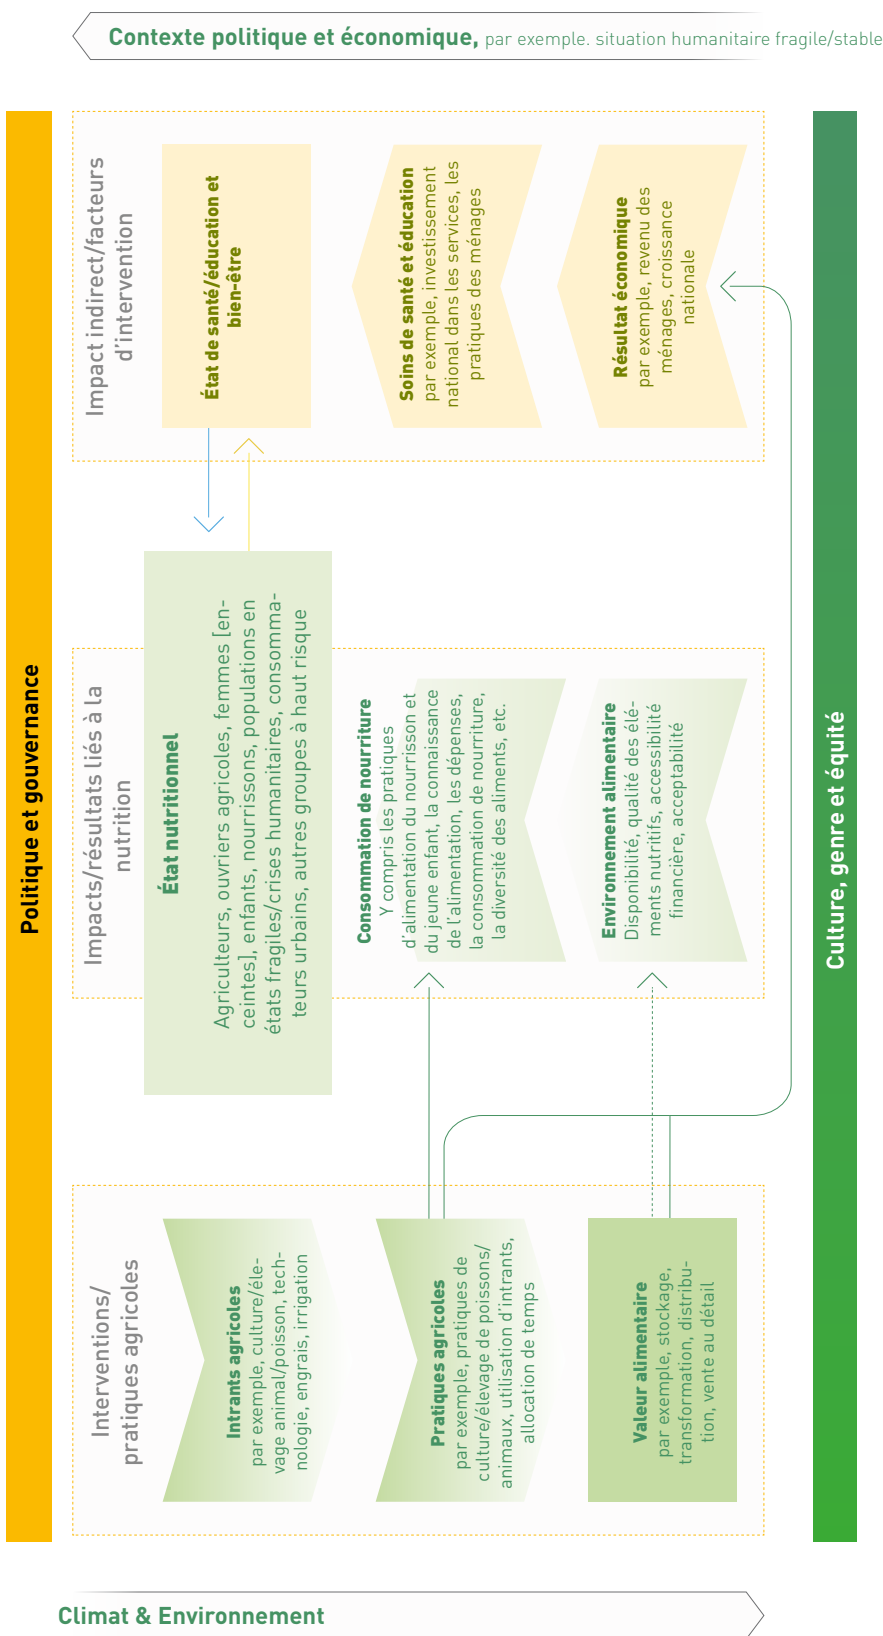 Contexte politique et économique, par exemple. situation humanitaire fragile/stable
Politique et gouvernance
Interventions/
pratiques agricoles
Intrants agricoles
par exemple, culture/éle-
vage animal/poisson, tech-
nologie, engrais, irrigation
Pratiques agricoles
par exemple, pratiques de
culture/élevage de poissons/
animaux, utilisation d'intrants,
allocation de temps
Valeur alimentaire
par exemple, stockage,
transformation, distribu-
tion, vente au détail
Impacts/résultats liés à la
nutrition
État nutritionnel
Agriculteurs, ouvriers agricoles, femmes [en-
ceintes], enfants, nourrissons, populations en
états fragiles/crises humanitaires, consomma-
teurs urbains, autres groupes à haut risque
Consommation de nourriture
Y compris les pratiques
d'alimentation du nourrisson et
du jeune enfant, la connaissance
de l'alimentation, les dépenses,
la consommation de nourriture,
la diversité des aliments, etc.
Environnement alimentaire
Disponibilité, qualité des élé-
ments nutritifs, accessibilité
financière, acceptabilité
Impact indirect/facteurs
d'intervention
État de santé/éducation et
bien-être
Soins de santé et éducation
par exemple, investissement
national dans les services, les
pratiques des ménages
Résultat économique
par exemple, revenu des
ménages, croissance
nationale
Culture, genre et équité
Climat & Environnement